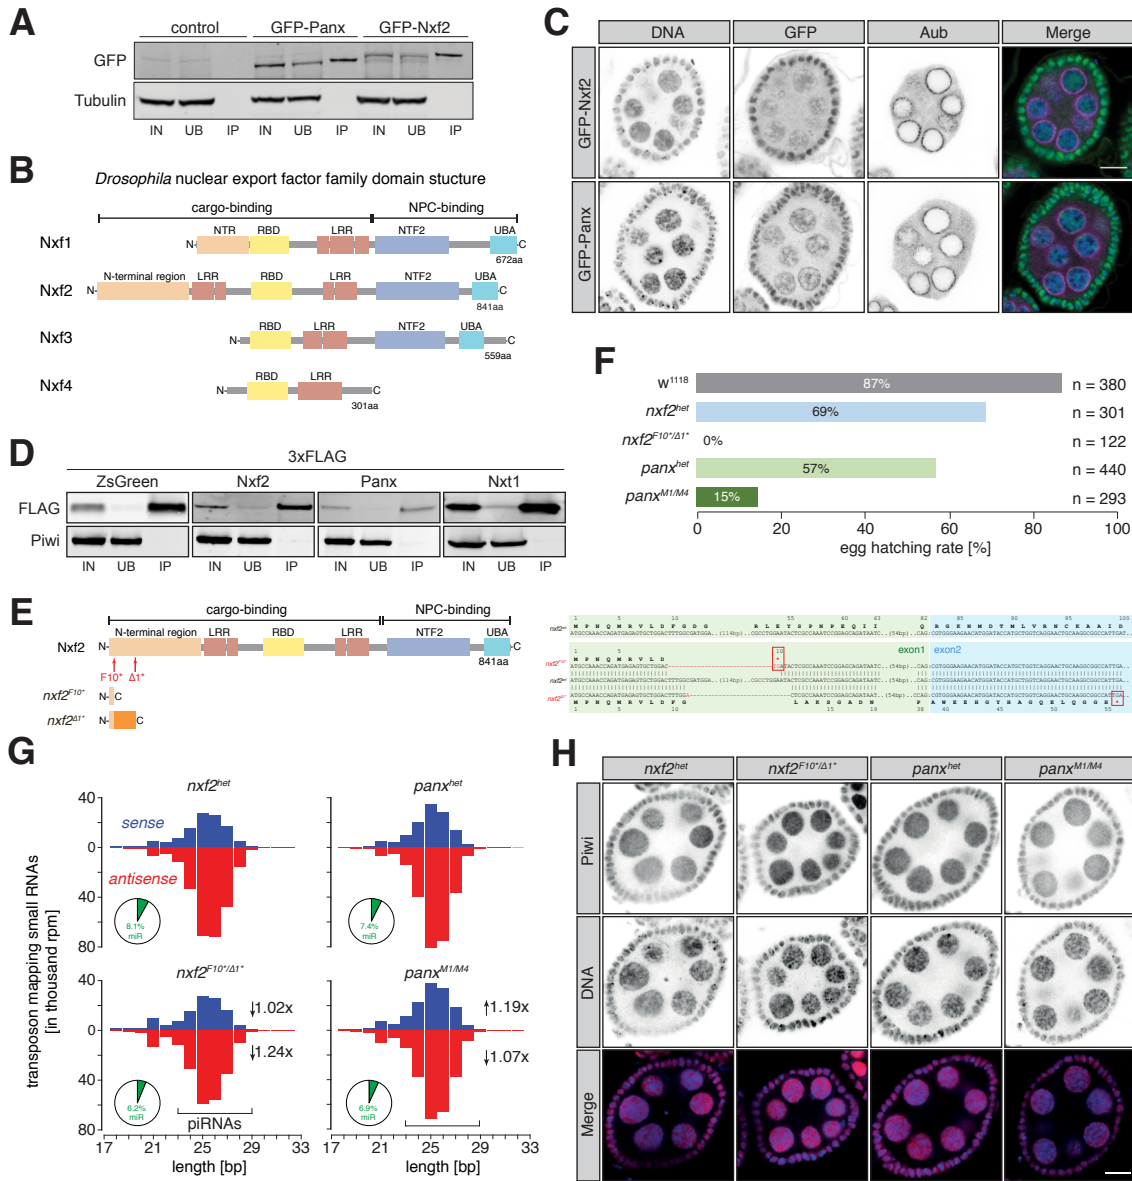 A
control GFP-Panx GFP-Nxf2
GFP
Tubulin
IN UB IP IN UB IP IN UB IP
B
Drosophila nuclear export factor family domain stucture
cargo-binding NPC-binding
Nxf1 N- NTR RBD LRR NTF2 UBA -C
672aa
N-terminal region LRR RBD LRR NTF2 UBA
Nxf2 N- C
841aa
RBD LRR NTF2 UBA
Nxf3 N- C
559aa
RBD LRR
Nxf4 N- C
301aa
C
DNA GFP Aub Merge
GFP-Nxf2
GFP-Panx
D
3xFLAG
ZsGreen Nxf2 Panx Nxt1
FLAG
Piwi
IN UB IP IN UB IP IN UB IP IN UB IP
E
cargo-binding NPC-binding
N-terminal region LRR RBD LRR NTF2 UBA
Nxf2 N- C
841aa
F10* Δ1*
nxf2F10* N- C
nxf2Δ1* N- C
exon1 exon2
F
w1118 87% n = 380
nxf2het 69% n = 301
nxf2F10*/Δ1* 0% n = 122
panxhet 57% n = 440
panxM1/M4 15% n = 293
0 20 40 60 80 100
egg hatching rate [%]
G
nxf2het panxhet
transposon mapping small RNAs
[in thousand rpm]
40
0
40
80
sense
antisense
8.1%
miR
7.4%
miR
nxf2F10*/Δ1* panxM1/M4
40
0
40
80
↓1.02x
↓1.24x
↑1.19x
↓1.07x
6.2%
miR
6.9%
miR
piRNAs
17 21 25 29 33 17 21 25 29 33
length [bp] length [bp]
H
nxf2het nxf2F10*/Δ1* panxhet panxM1/M4
Piwi
DNA
Merge